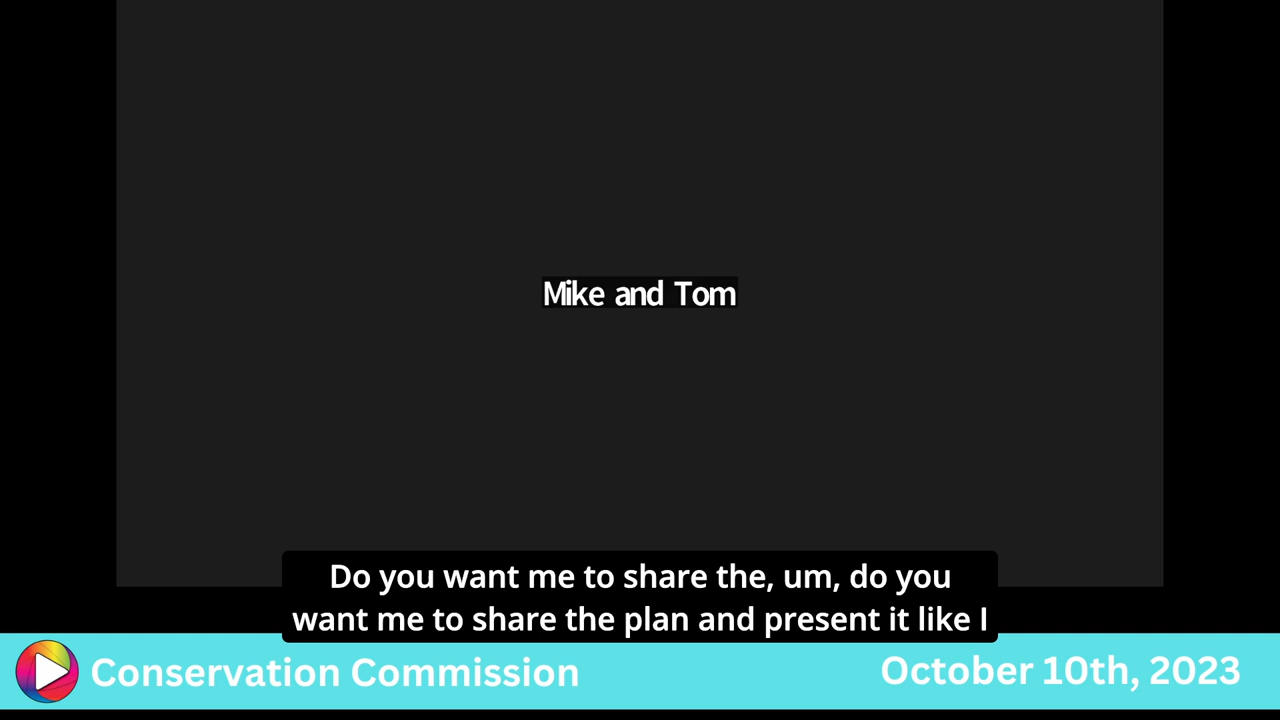 Mike and Tom
Do you want me to share the, um, do you
want me to share the plan and present it like I
Conservation Commission
October 10th, 2023